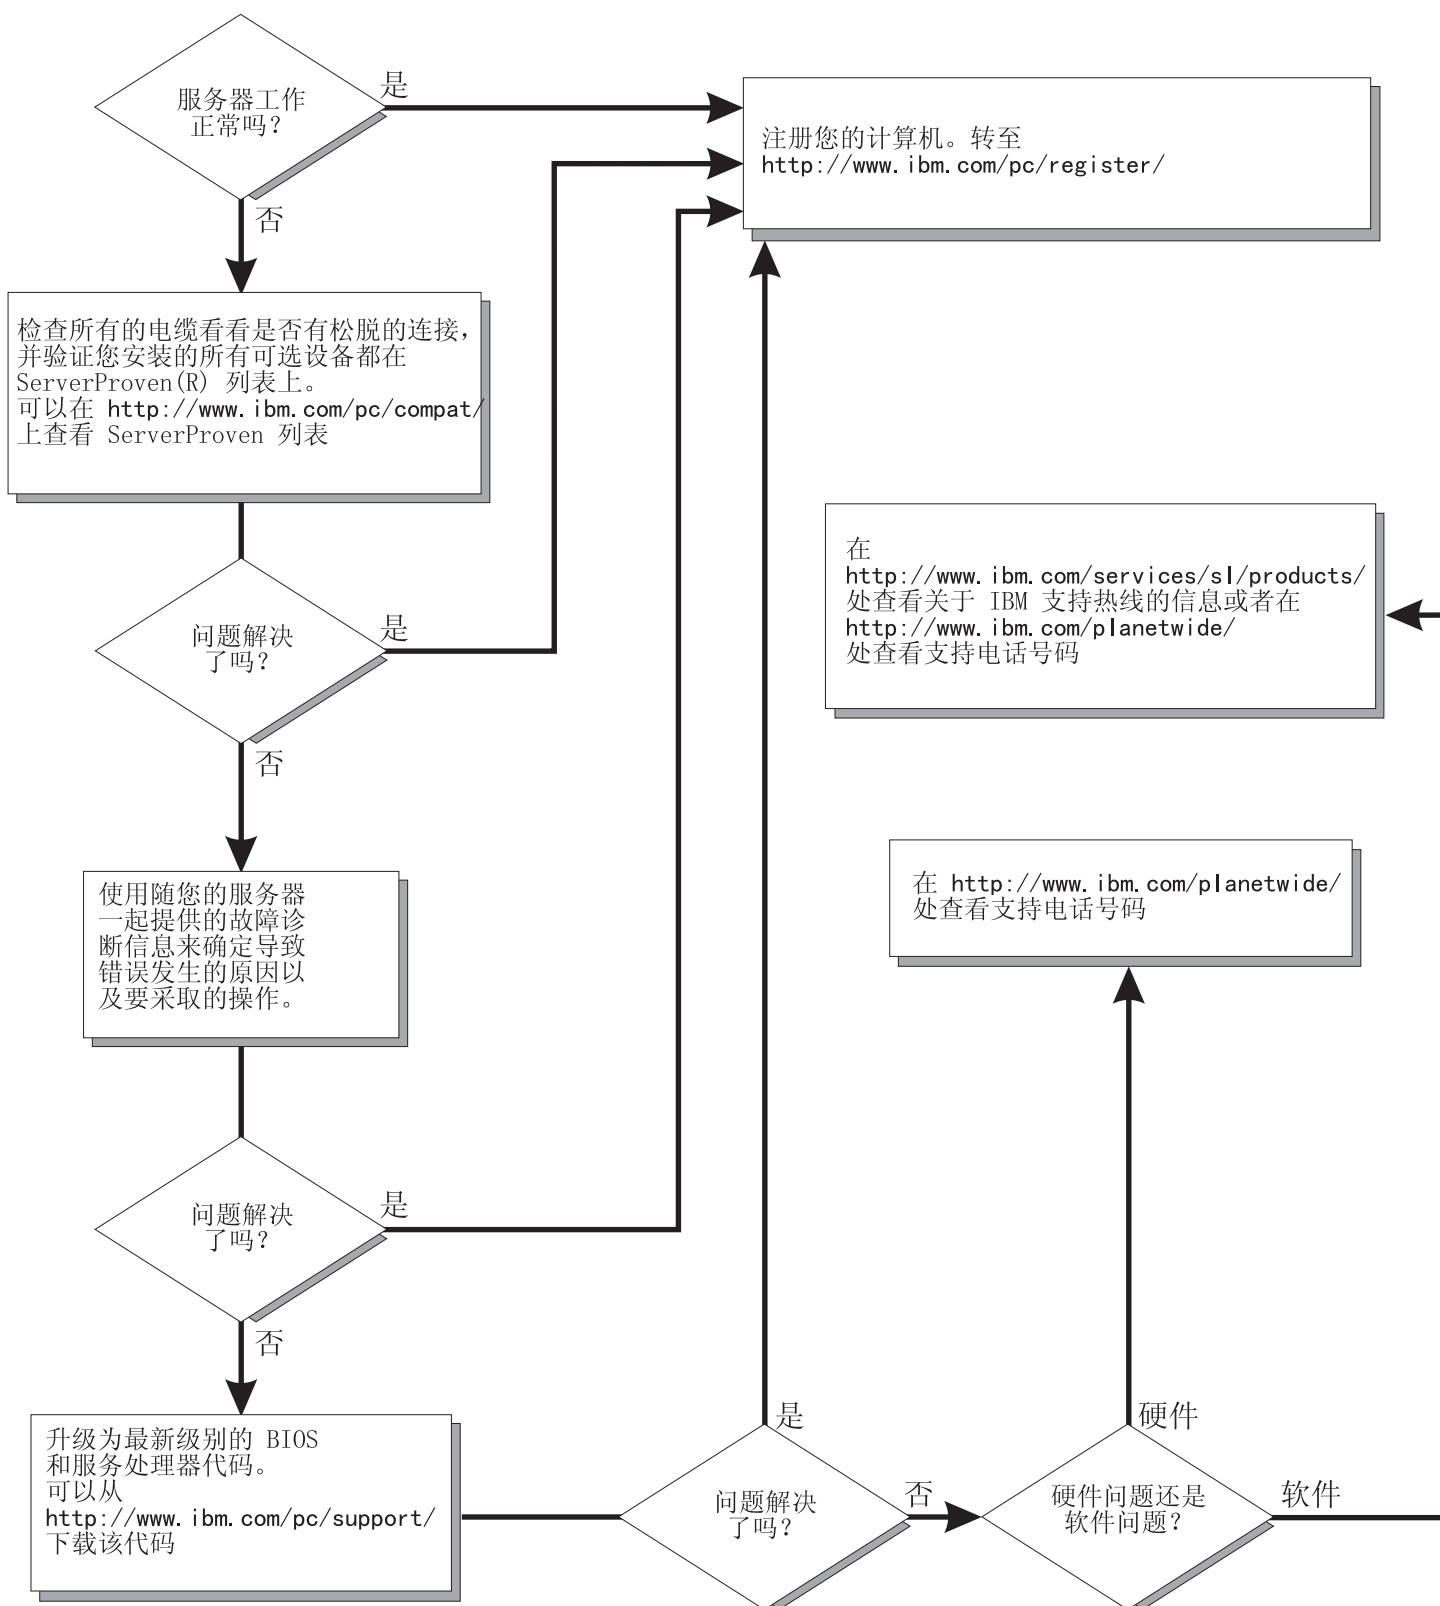 服务器工作
正常吗？
是
否
注册您的计算机。转至
http://www.ibm.com/pc/register/
检查所有的电缆看看是否有松脱的连接，
并验证您安装的所有可选设备都在
ServerProven(R) 列表上。
可以在 http://www.ibm.com/pc/compat/
上查看 ServerProven 列表
问题解决
了吗？
是
否
在
http://www.ibm.com/services/sl/products/
处查看关于 IBM 支持热线的信息或者在
http://www.ibm.com/planetwide/
处查看支持电话号码
使用随您的服务器
一起提供的故障诊
断信息来确定导致
错误发生的原因以
及要采取的操作。
在 http://www.ibm.com/planetwide/
处查看支持电话号码
问题解决
了吗？
是
否
升级为最新级别的 BIOS
和服务处理器代码。
可以从
http://www.ibm.com/pc/support/
下载该代码
问题解决
了吗？
是
否
硬件问题还是
软件问题？
硬件
软件